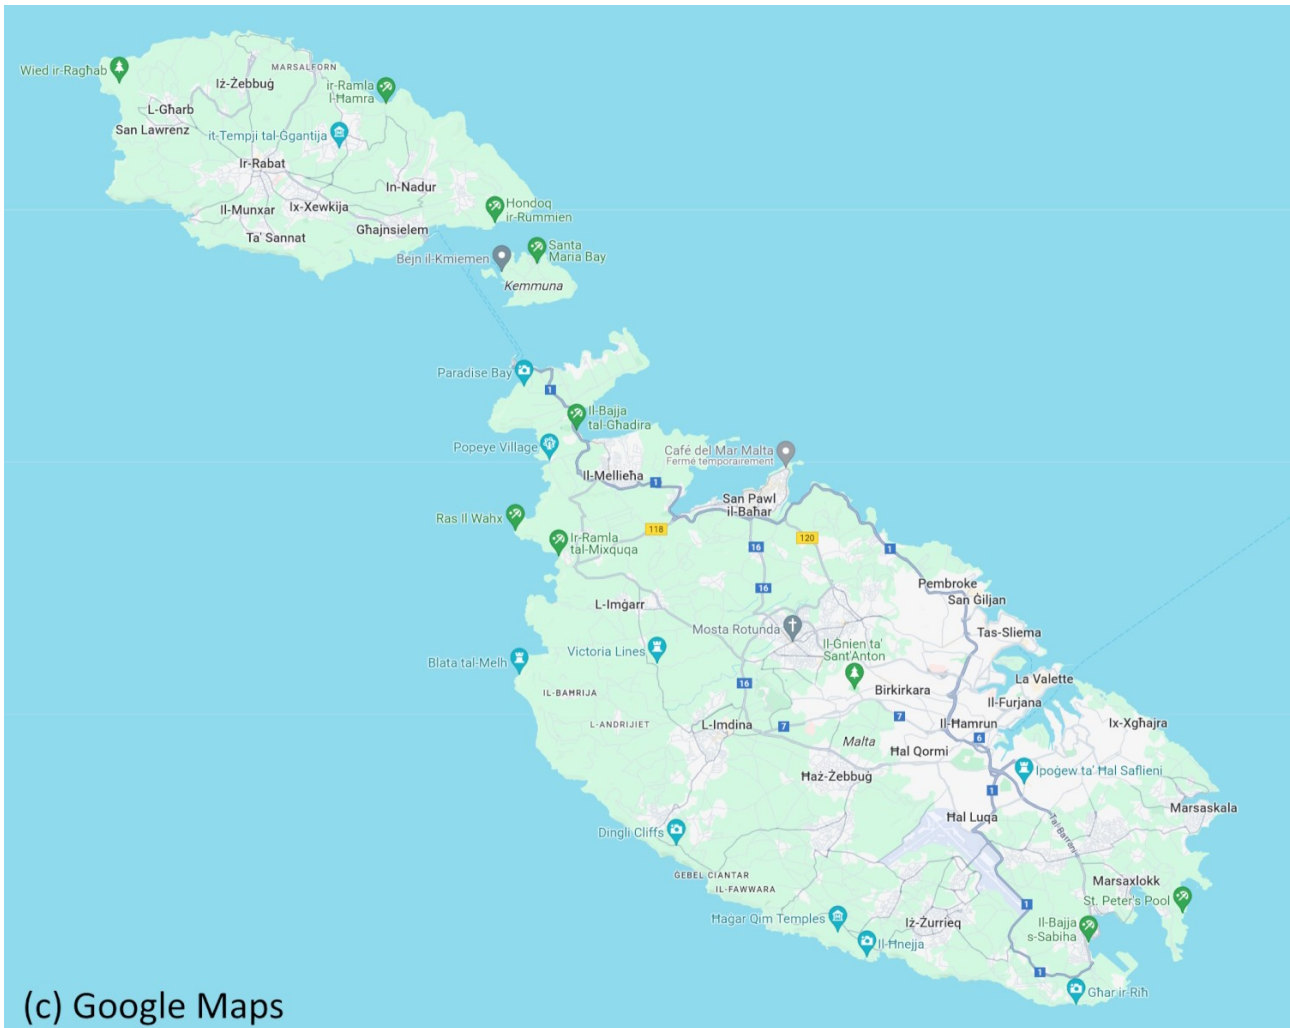 Wied ir-Ragħab
MARSALFORN
Iż-Żebbuġ
ir-Ramla
l-Ħamra
L-Għarb
San Lawrenz
it-Tempji tal-Ggantija
Ir-Rabat
In-Nadur
Il-Munxar
Ix-Xewkija
Hondoq
ir-Rummien
Għajnsielem
Ta' Sannat
Santa
Maria Bay
Bejn il-Kmiemen
Kemmuna
Paradise Bay
1
Il-Bajja
tal-Għadira
Popeye Village
Café del Mar Malta
Fermé temporairement
Il-Mellieħa
1
San Pawl
il-Baħar
Ras Il Wahx
118
120
Ir-Ramla
tal-Mixquqa
16
1
Pembroke
16
San Ġiljan
L-Imġarr
Mosta Rotunda
Tas-Sliema
Il-Gnien ta'
Sant'Anton
Victoria Lines
Blata tal-Melh
La Valette
16
Birkirkara
IL-BAĦRIJA
Il-Furjana
L-ANDRIJIET
L-Imdina
7
7
Il-Ħamrun
Ix-Xgħajra
6
Malta
Ħal Qormi
Ħaż-Żebbuġ
Ipoġew ta' Ħal Saflieni
1
Marsaskala
Ħal Luqa
Tal-Barrani
Dingli Cliffs
ĠEBEL CIANTAR
IL-FAWWARA
Marsaxlokk
St. Peter's Pool
1
Ħaġar Qim Temples
Iż-Żurrieq
Il-Bajja
s-Sabiħa
Il-Ħnejja
1
Għar ir-Riħ
(c) Google Maps